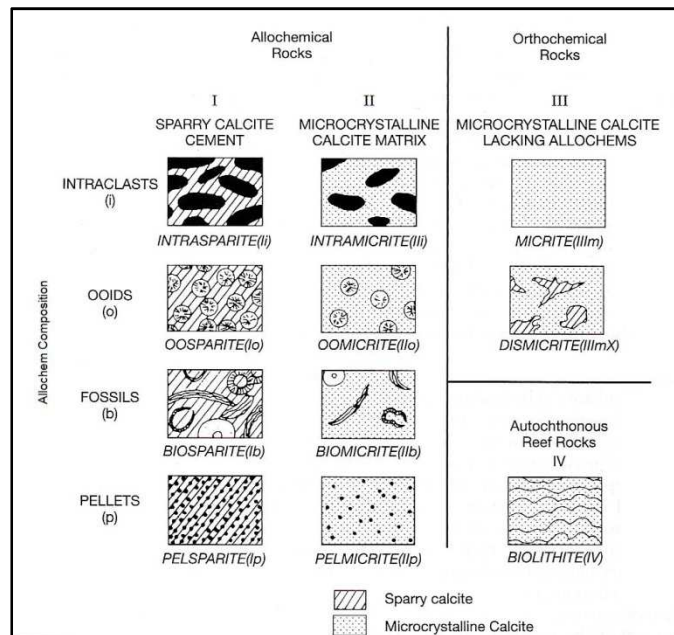 Allochemical
Rocks
Orthochemical
Rocks
I
SPARRY CALCITE
CEMENT
II
MICROCRYSTALLINE
CALCITE MATRIX
III
MICROCRYSTALLINE CALCITE
LACKING ALLOCHEMS
Allochem Composition
INTRACLASTS
(i)
INTRASPARITE(Ii)
INTRAMICRITE(IIi)
MICRITE(IIIm)
OOIDS
(o)
OOSPARITE(Io)
OOMICRITE(IIo)
DISMICRITE(IIImX)
FOSSILS
(b)
BIOSPARITE(Ib)
BIOMICRITE(IIb)
Autochthonous
Reef Rocks
IV
PELLETS
(p)
PELSPARITE(Ip)
PELMICRITE(IIp)
BIOLITHITE(IV)
Sparry calcite
Microcrystalline Calcite